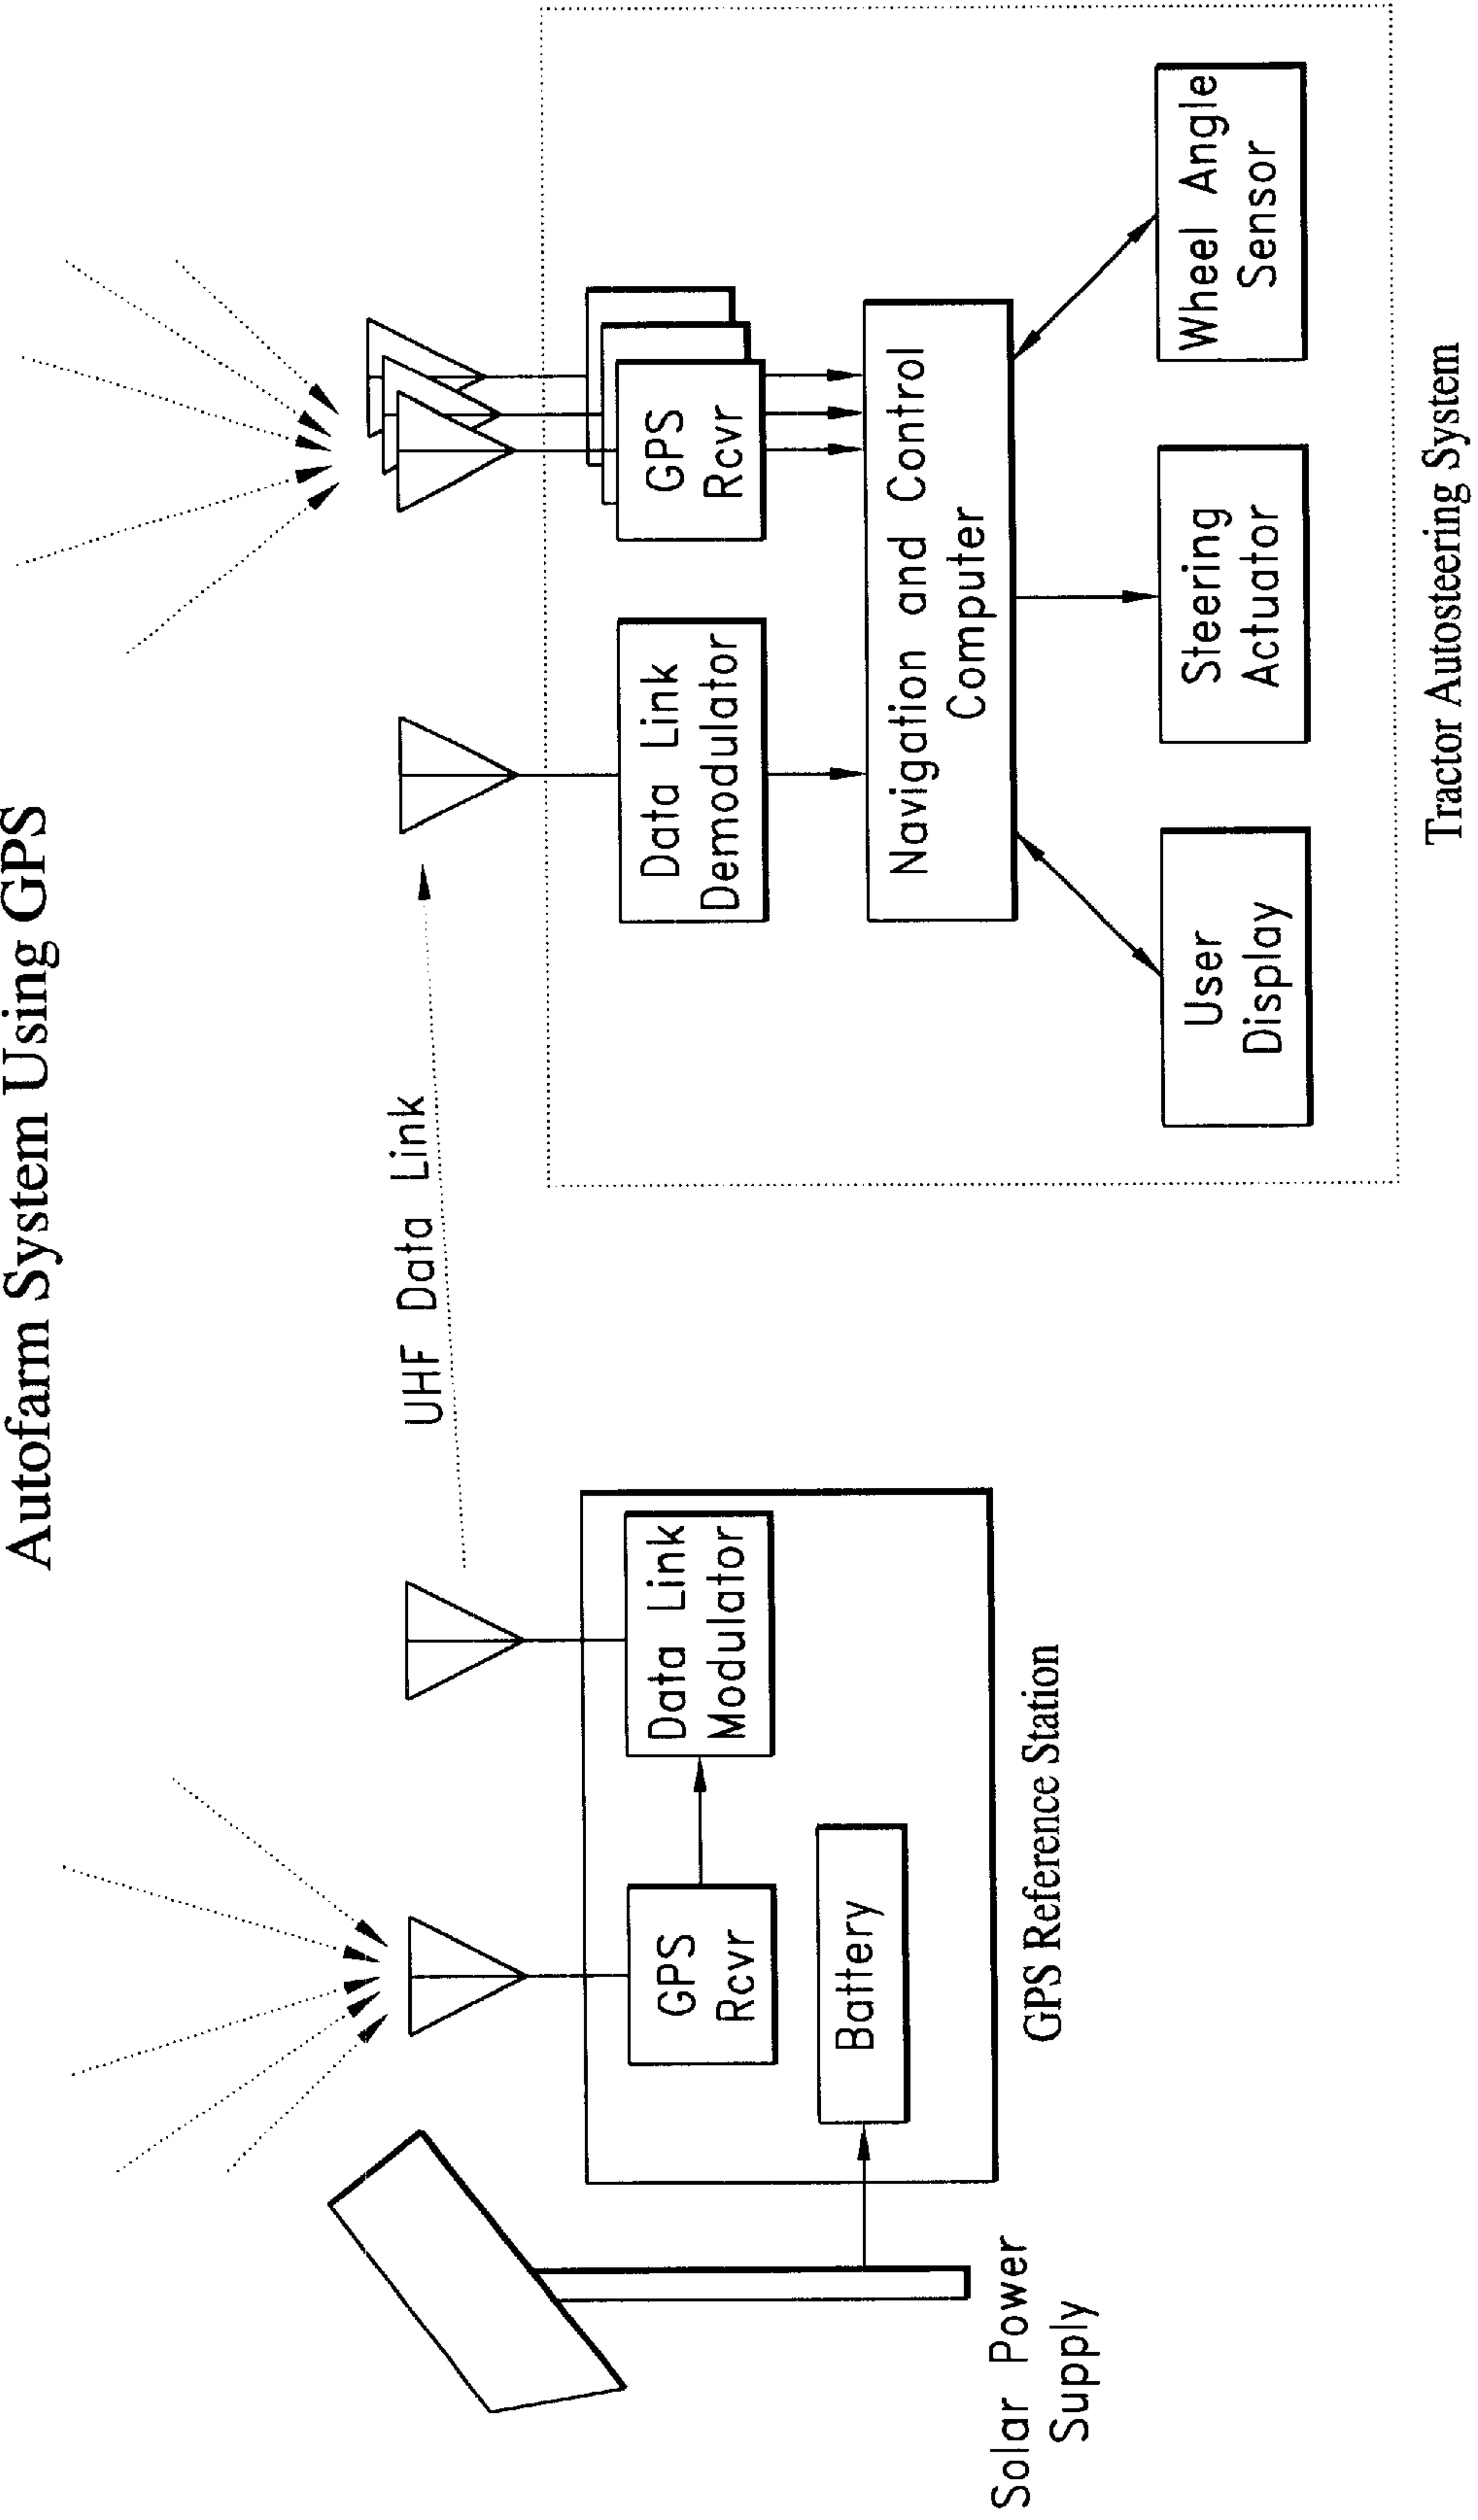 Autofarm System Using GPS
UHF Data Link
GPS
Rcvr
Data Link
Modulator
Battery
Solar Power
Supply
GPS Reference Station
Data Link
Demodulator
GPS
Rcvr
Navigation and Control
Computer
User
Display
Steering
Actuator
Wheel Angle
Sensor
Tractor Autosteering System